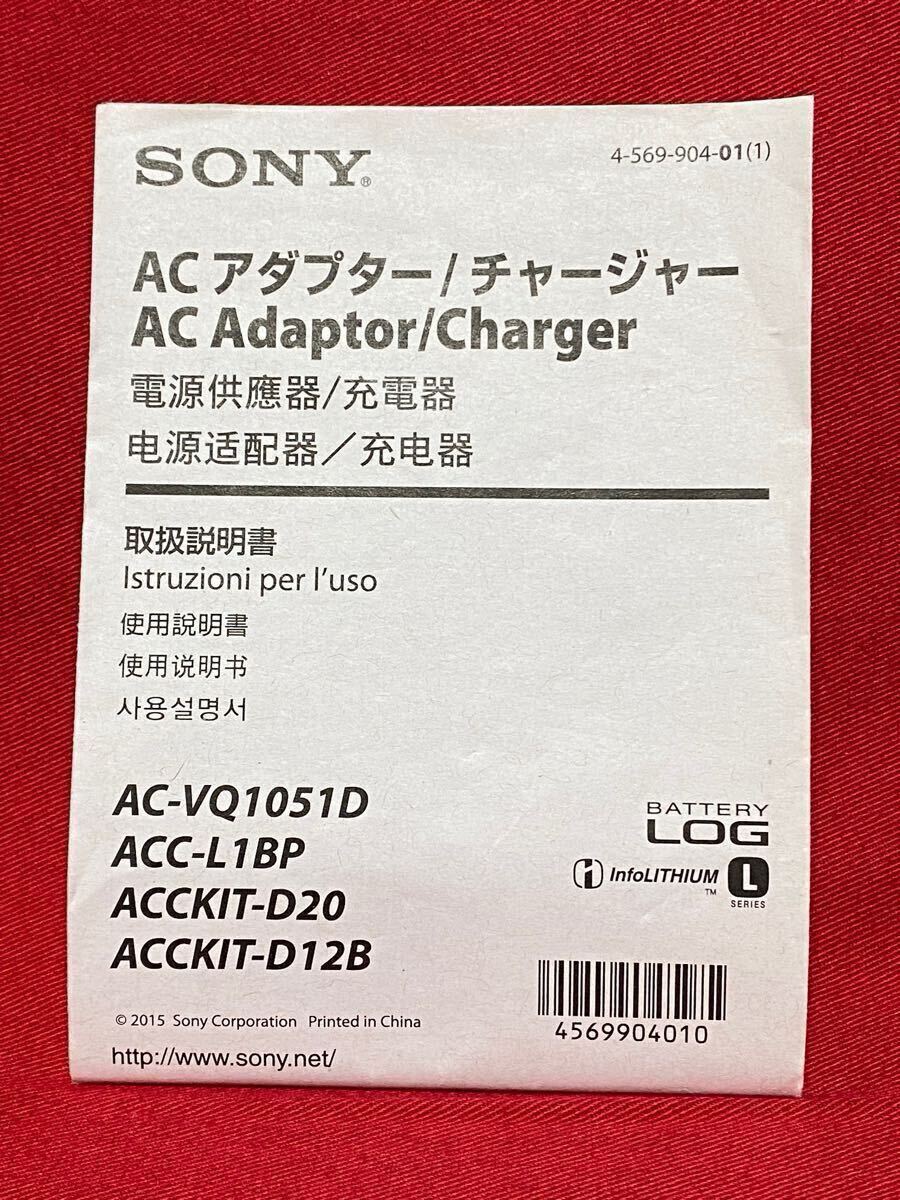 SONY®
4-569-904-01(1)
ACアダプター/チャージャー
AC Adaptor/Charger
電源供應器/充電器
电源适配器／充电器
取扱説明書
Istruzioni per l'uso
使用說明書
使用说明书
사용설명서
AC-VQ1051D
ACC-L1BP
ACCKIT-D20
ACCKIT-D12B
BATTERY
LOG
InfoLITHIUM™ L
SERIES
4569904010
© 2015 Sony Corporation Printed in China
http://www.sony.net/